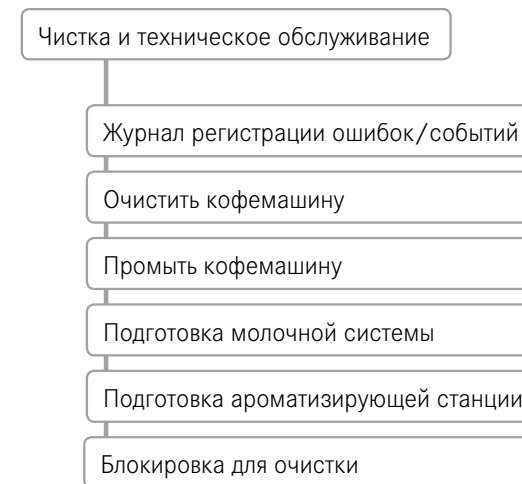 Чистка и техническое обслуживание
Журнал регистрации ошибок/событий
Очистить кофемашину
Промыть кофемашину
Подготовка молочной системы
Подготовка ароматизирующей станции
Блокировка для очистки